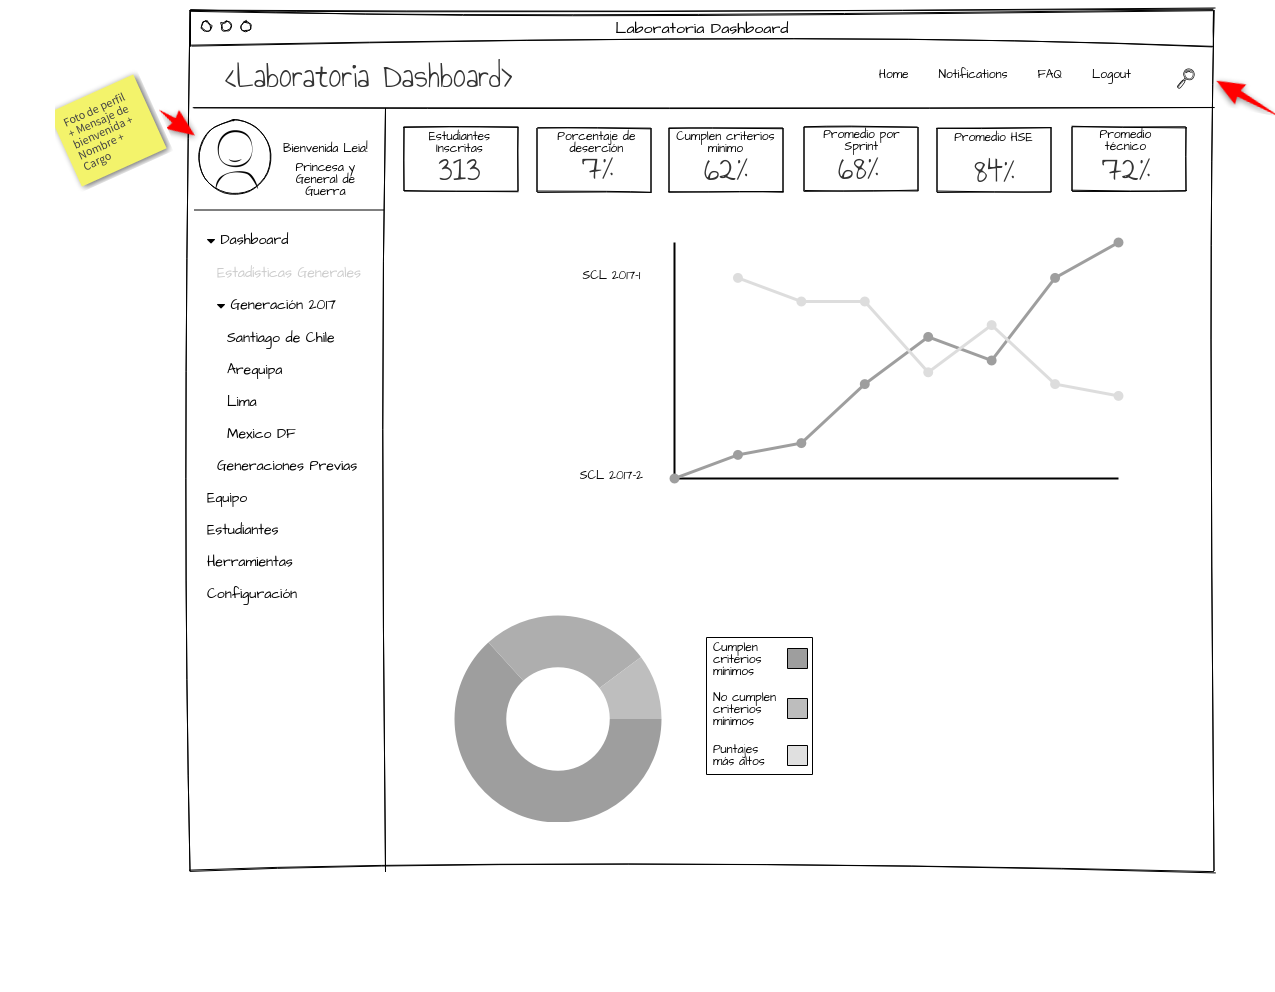 Laboratoria Dashboard
<Laboratoria Dashboard>
Home
Notifications
FAQ
Logout
Foto de perfil
+ Mensaje de
bienvenida +
Nombre +
Cargo
Bienvenida Leia!
Princesa y
General de
Guerra
Estudiantes
Inscritas
313
Porcentaje de
deserción
7%
Cumplen criterios
mínimo
62%
Promedio por
Sprint
68%
Promedio HSE
84%
Promedio
técnico
72%
Dashboard
Estadísticas Generales
Generación 2017
Santiago de Chile
Arequipa
Lima
Mexico DF
Generaciones Previas
Equipo
Estudiantes
Herramientas
Configuración
SCL 2017-1
SCL 2017-2
Cumplen
criterios
mínimos
No cumplen
criterios
mínimos
Puntajes
más altos